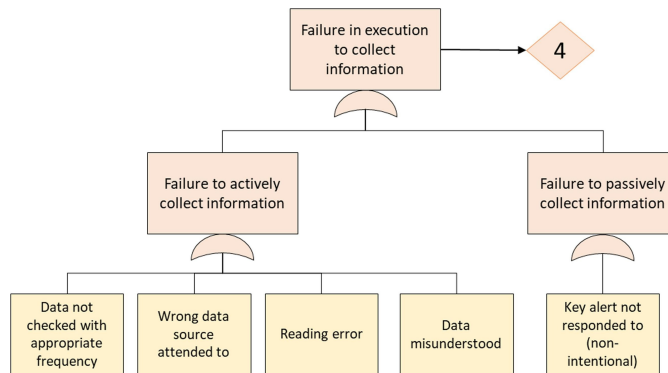 Failure in execution
to collect
information
4
Failure to actively
collect information
Failure to passively
collect information
Data not
checked with
appropriate
frequency
Wrong data
source
attended to
Reading error
Data
misunderstood
Key alert not
responded to
(non-
intentional)